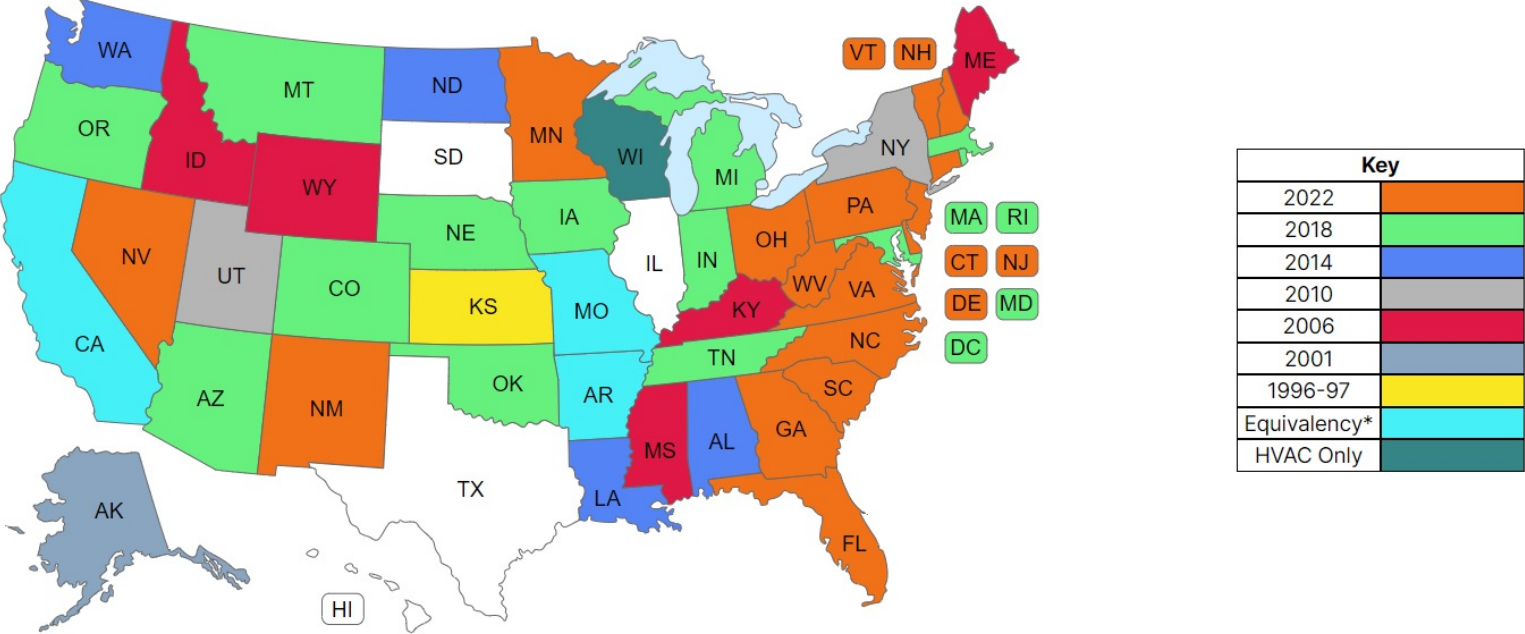 WA
MT
ND
MN
VT
NH
ME
OR
ID
WY
SD
WI
MI
NY
NV
UT
CO
NE
IA
IL
IN
OH
PA
WV
VA
MA
RI
CT
NJ
DE
MD
DC
CA
KS
MO
KY
NC
TN
SC
AZ
NM
OK
AR
MS
AL
GA
TX
LA
FL
AK
HI
Key
2022
2018
2014
2010
2006
2001
1996-97
Equivalency*
HVAC Only